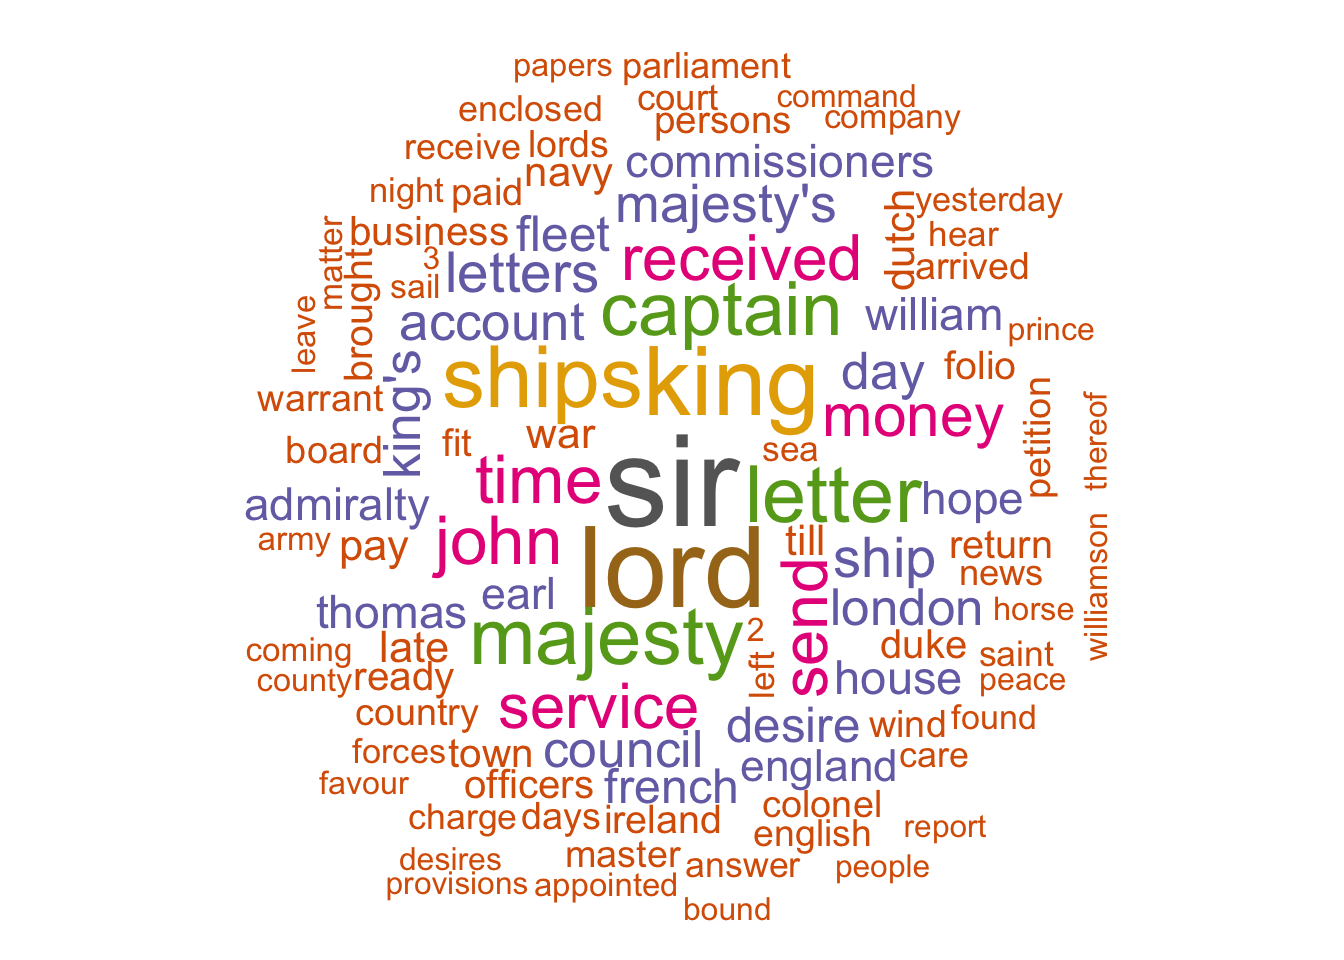 papers parliament
enclosed court command
persons company
receive lords commissioners
night paid navy majesty's yesterday
matter business fleet received dutch hear
3 letters arrived
leave brought sail captain william prince
account
king's ships king day folio
warrant money petition thereof
board fit war sea
time sir letter hope
admiralty
army pay john lord till ship return
send news williamson
thomas earl london horse
coming late majesty 2 duke saint
county ready left house peace
country service desire wind found
forces town council england care
favour officers french
charge days ireland colonel
english report
desires master answer people
provisions appointed
bound